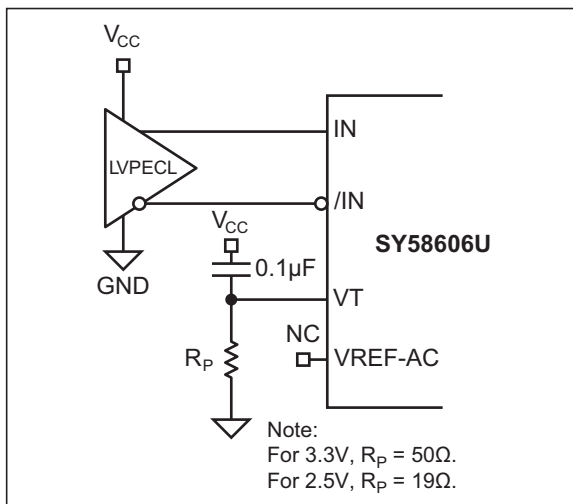 VCC
LVPECL
GND
IN
/IN
SY58606U
VCC
0.1µF
VT
NC
VREF-AC
RP
Note:
For 3.3V, RP = 50Ω.
For 2.5V, RP = 19Ω.